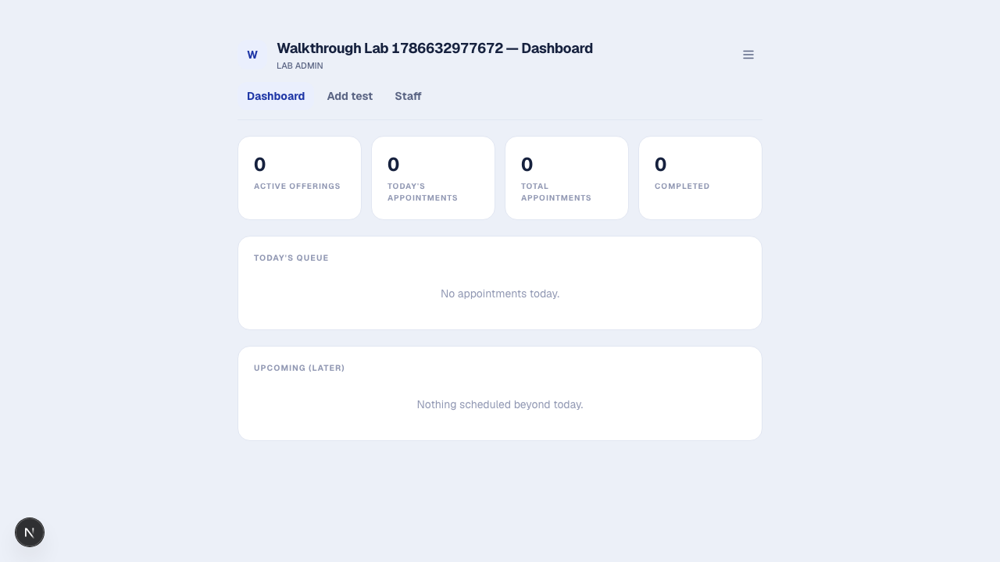 W
Walkthrough Lab 1786632977672 — Dashboard
LAB ADMIN
Dashboard
Add test
Staff
0
ACTIVE OFFERINGS
0
TODAY'S
APPOINTMENTS
0
TOTAL
APPOINTMENTS
0
COMPLETED
TODAY'S QUEUE
No appointments today.
UPCOMING (LATER)
Nothing scheduled beyond today.
N